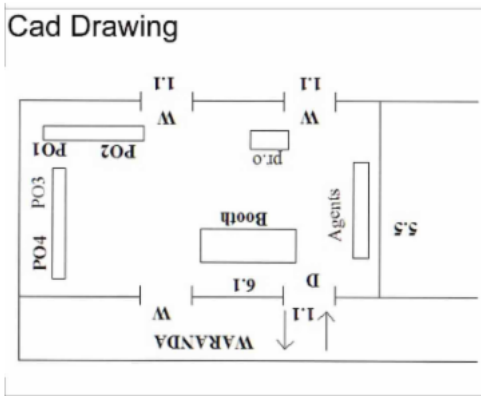 Cad Drawing
1.1 1.1
W W
PO1 PO2
pr.o
PO3
PO4
Agents
Booth
5.5
6.1 D
W 1.1
WARANDA